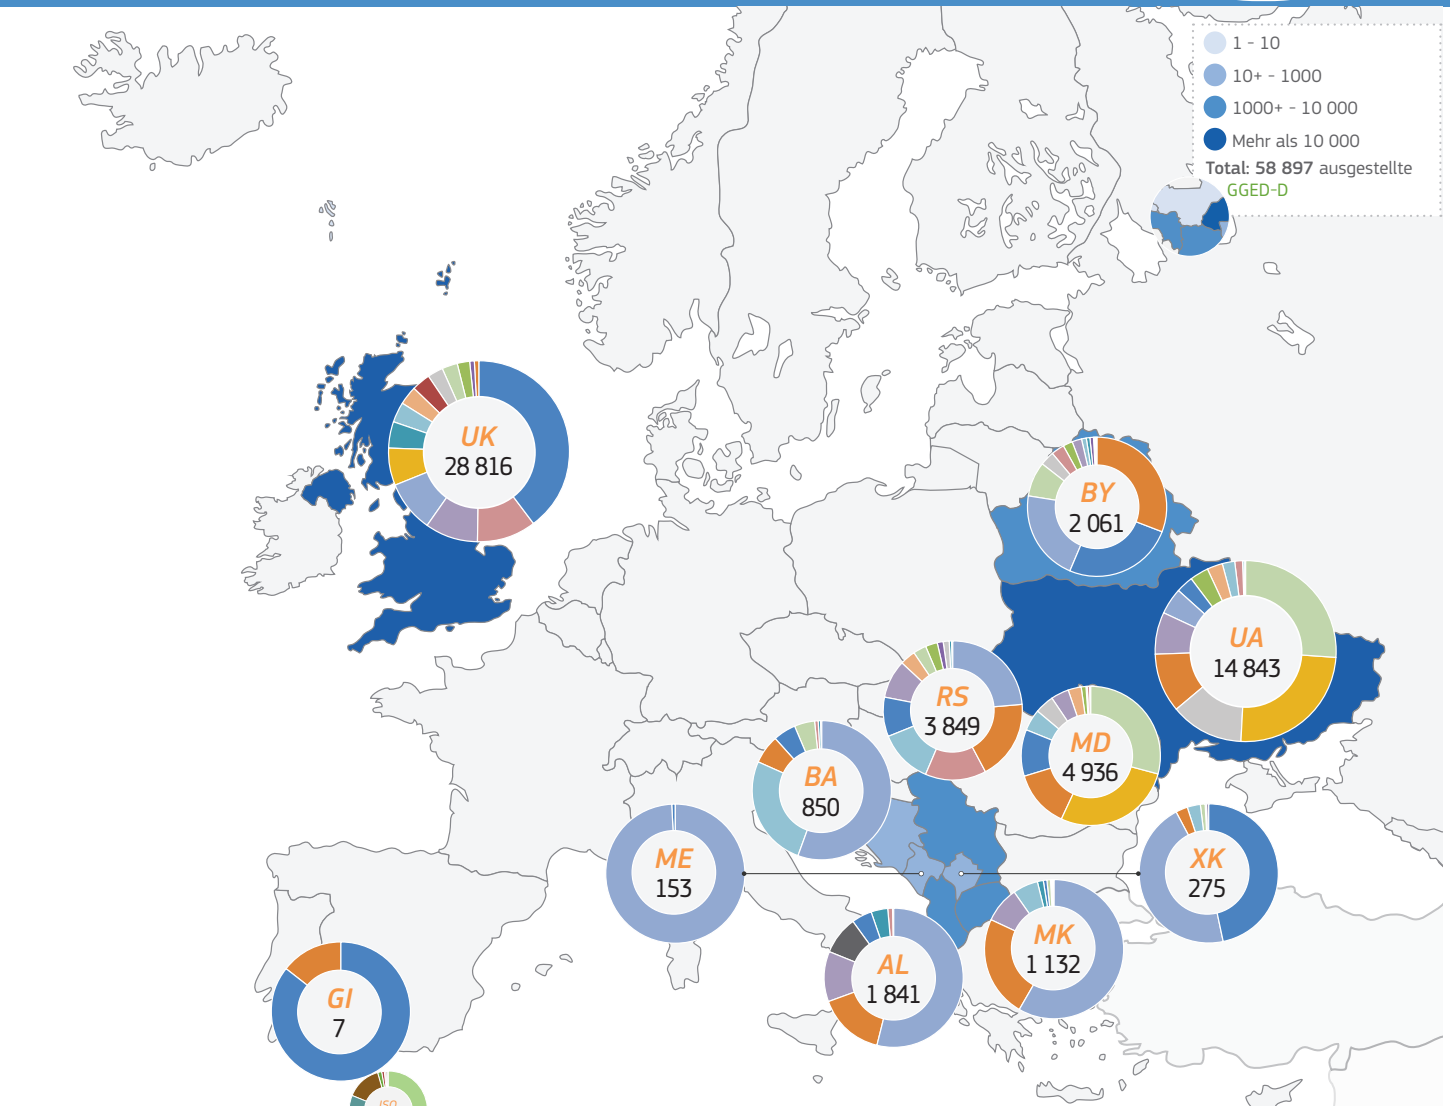 1 - 10
10+ - 1000
1000+ - 10 000
Mehr als 10 000
Total: 58 897 ausgestellte
GGED-D
UK
28 816
BY
2 061
UA
14 843
RS
3 849
MD
4 936
BA
850
ME
153
XK
275
MK
1 132
AL
1 841
GI
7
ISO